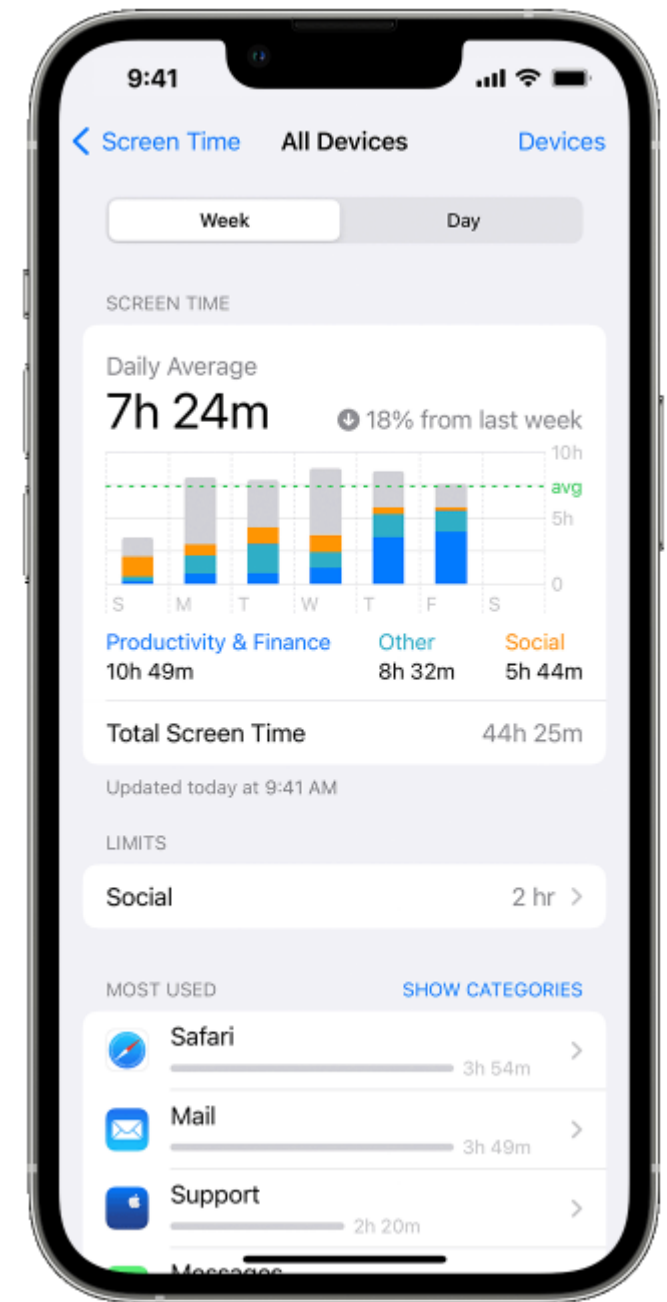 9:41
Screen Time All Devices Devices
Week Day
SCREEN TIME
Daily Average
7h 24m 18% from last week
10h
avg
5h
0
S M T W T F S
Productivity & Finance Other Social
10h 49m 8h 32m 5h 44m
Total Screen Time 44h 25m
Updated today at 9:41 AM
LIMITS
Social 2 hr
MOST USED SHOW CATEGORIES
Safari
3h 54m
Mail
3h 49m
Support
2h 20m
Messages